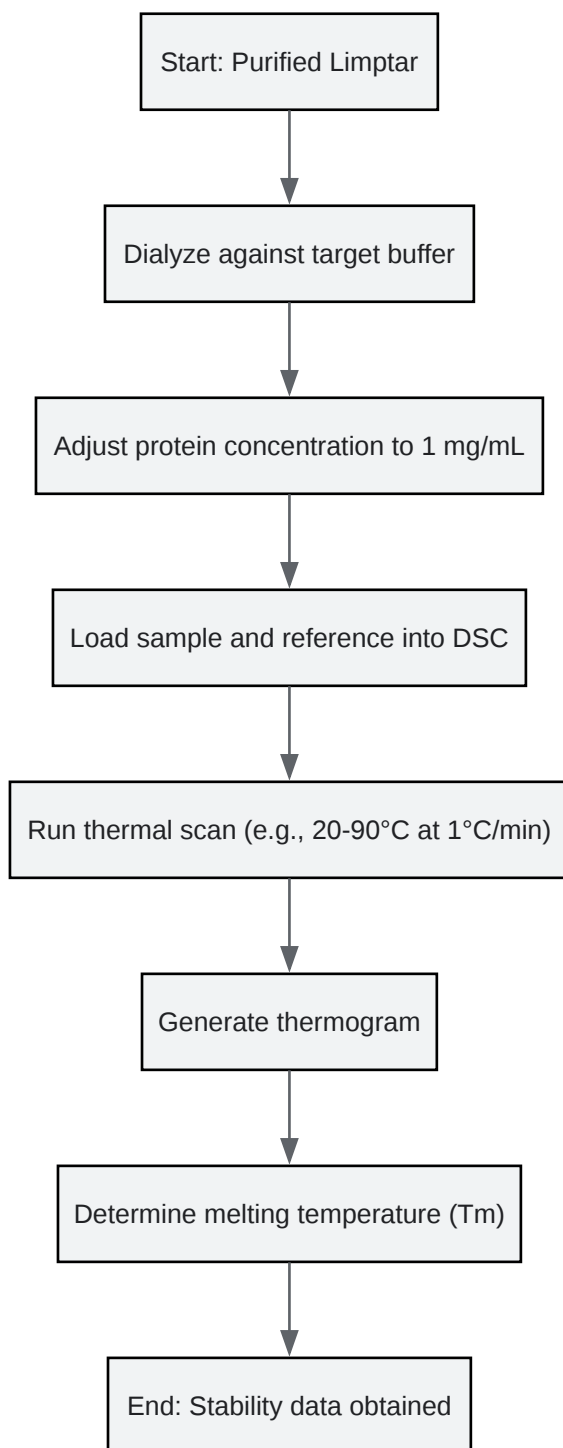 Start: Purified Limptar
Dialyze against target buffer
Adjust protein concentration to 1 mg/mL
Load sample and reference into DSC
Run thermal scan (e.g., 20-90°C at 1°C/min)
Generate thermogram
Determine melting temperature (Tm)
End: Stability data obtained